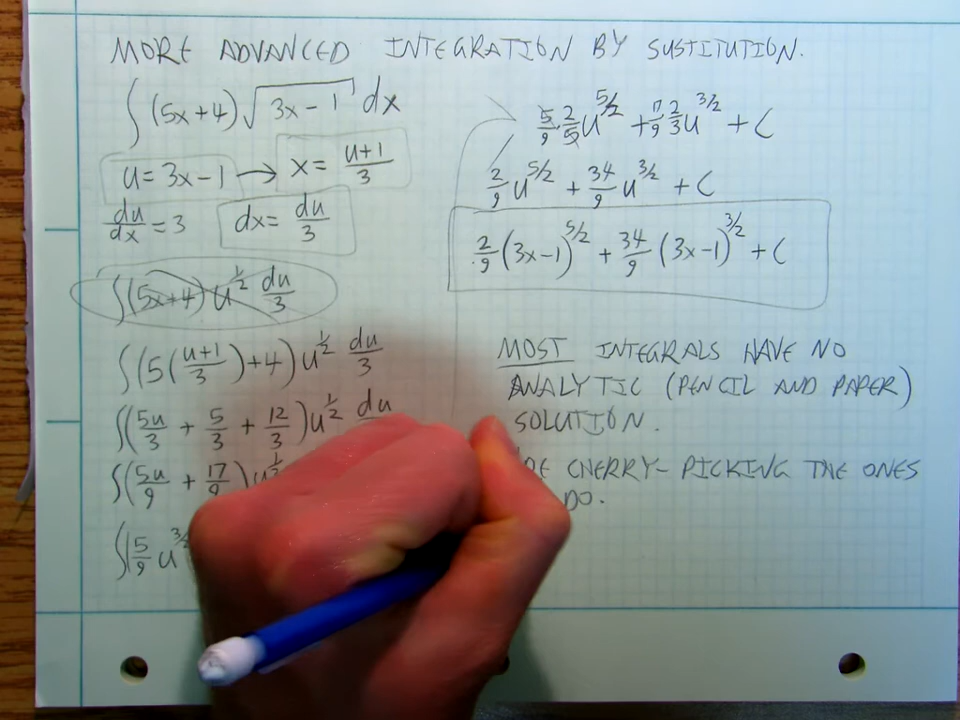 MORE ADVANCED INTEGRATION BY SUSTITUTION.
∫ (5x+4) √(3x-1) dx
u = 3x-1 → x = (u+1)/3
du/dx = 3 dx = du/3
∫ (5x+4) u^(1/2) du/3
∫ (5((u+1)/3)+4) u^(1/2) du/3
∫ (5u/3 + 5/3 + 12/3) u^(1/2) du
∫ (5u/9 + 17/9) u^(1/2)
∫ (5/9 u^(3/2)
5/9 · 2/5 u^(5/2) + 17/9 · 2/3 u^(3/2) + C
2/9 u^(5/2) + 34/9 u^(3/2) + C
2/9 (3x-1)^(5/2) + 34/9 (3x-1)^(3/2) + C
MOST INTEGRALS HAVE NO
ANALYTIC (PENCIL AND PAPER)
SOLUTION.
CHERRY-PICKING THE ONES
DO.